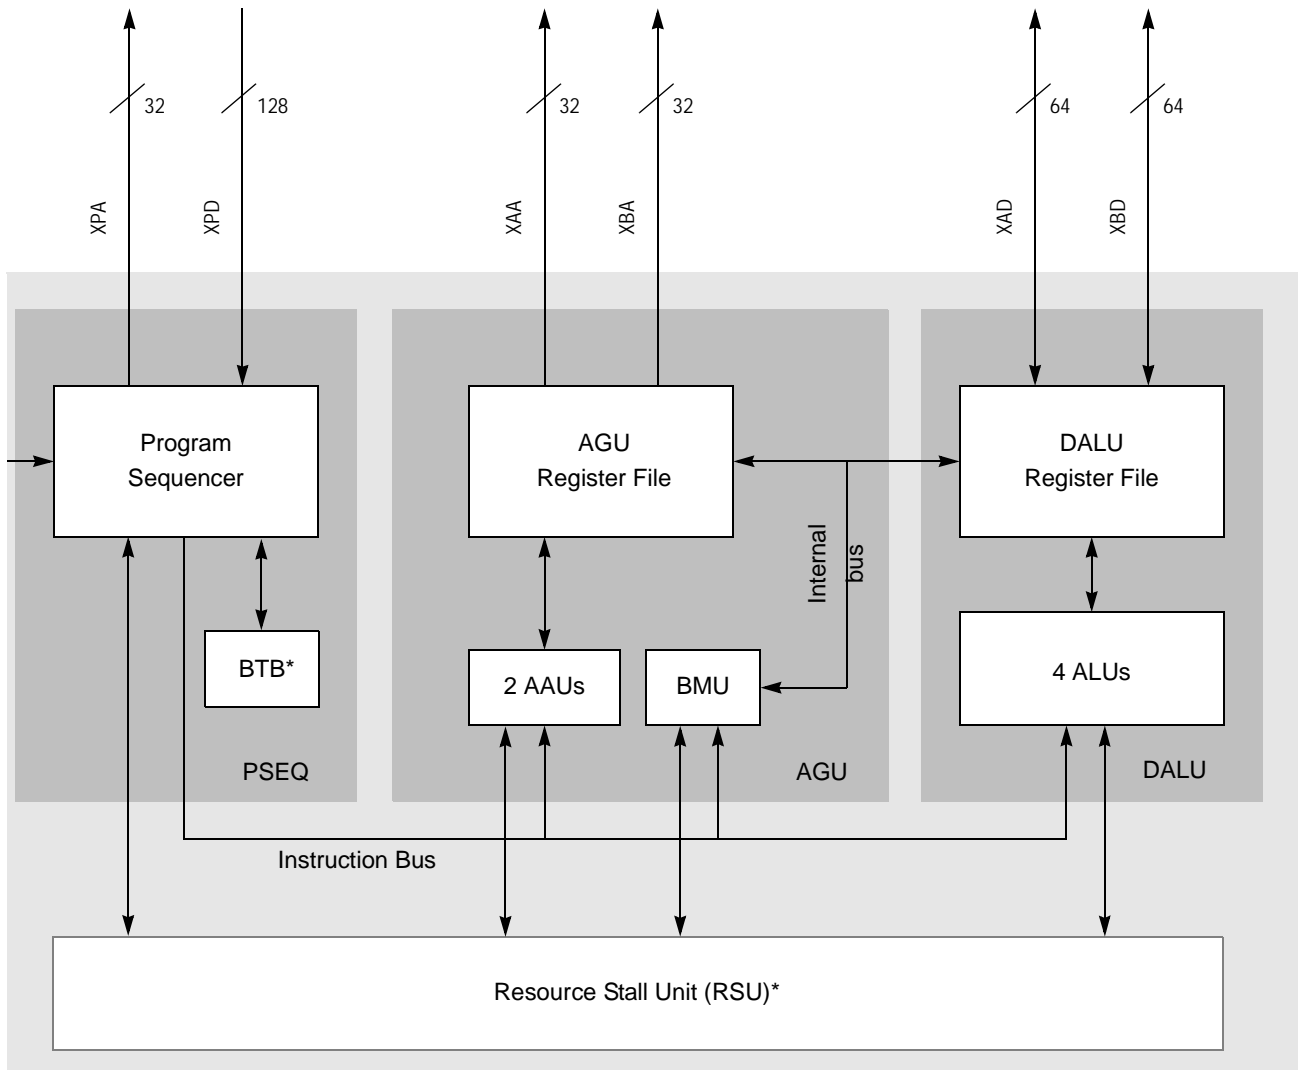 32
128
32
32
64
64
XPA
XPD
XAA
XBA
XAD
XBD
Program
Sequencer
AGU
Register File
DALU
Register File
Internal
bus
BTB*
2 AAUs
BMU
4 ALUs
PSEQ
AGU
DALU
Instruction Bus
Resource Stall Unit (RSU)*